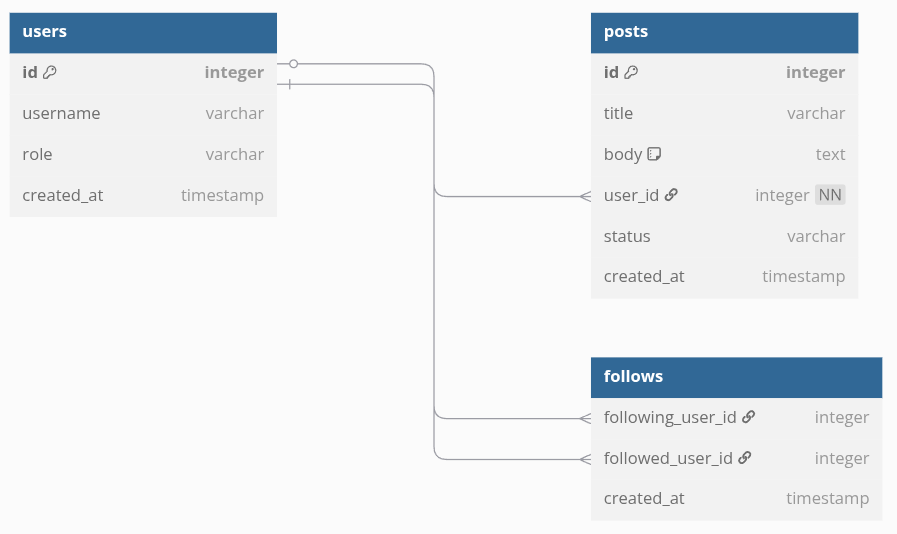 users
id integer
username varchar
role varchar
created_at timestamp
posts
id integer
title varchar
body text
user_id integer NN
status varchar
created_at timestamp
follows
following_user_id integer
followed_user_id integer
created_at timestamp